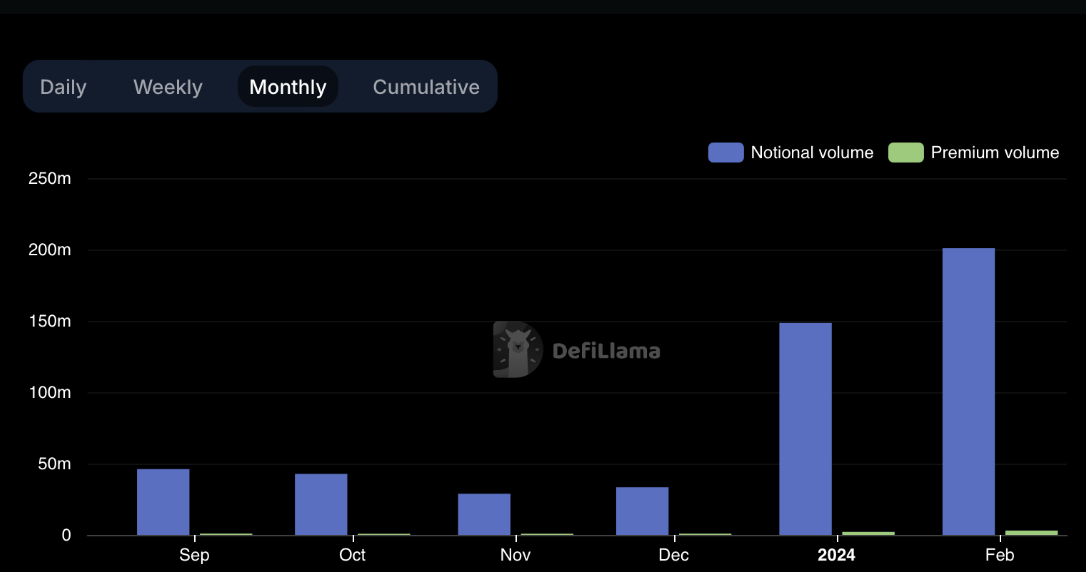 Daily Weekly Monthly Cumulative
Notional volume Premium volume
250m
200m
150m
DefiLlama
100m
50m
0
Sep Oct Nov Dec 2024 Feb